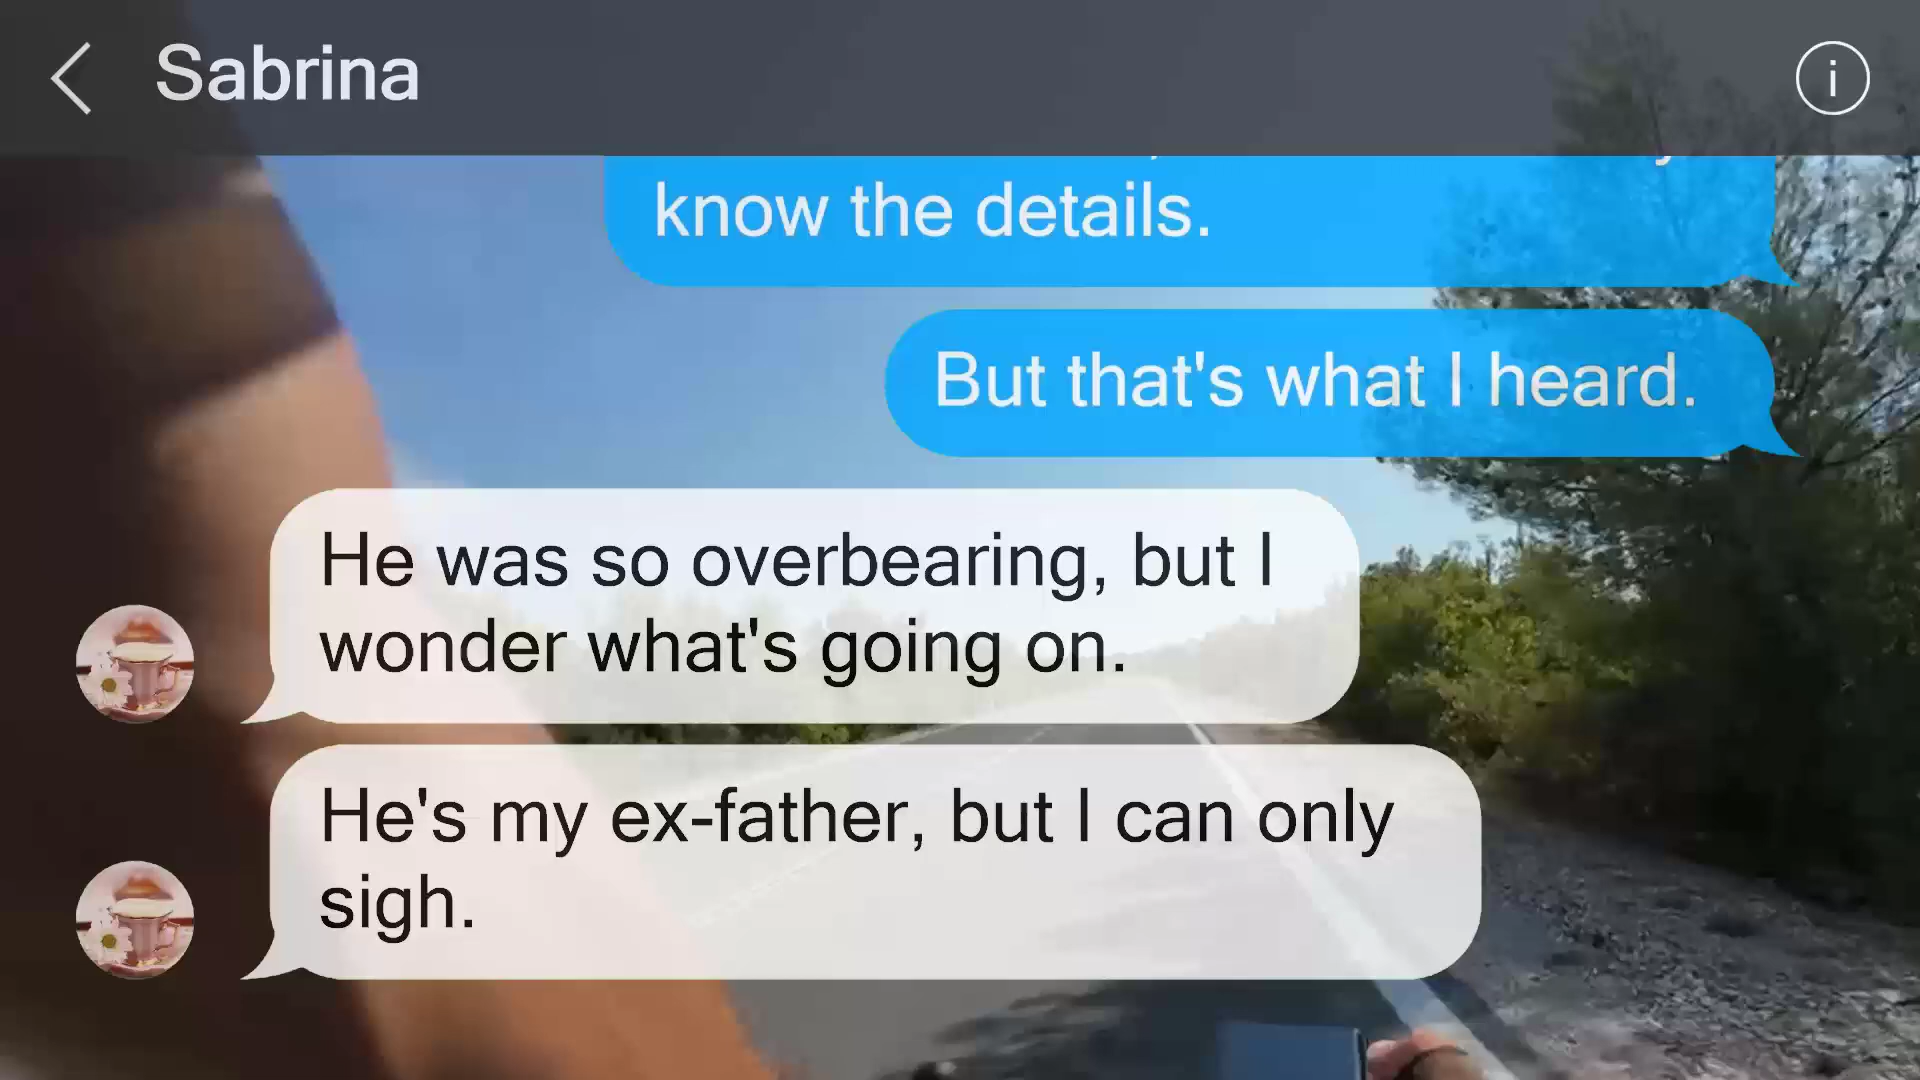 Sabrina
know the details.
But that's what I heard.
He was so overbearing, but I
wonder what's going on.
He's my ex-father, but I can only
sigh.